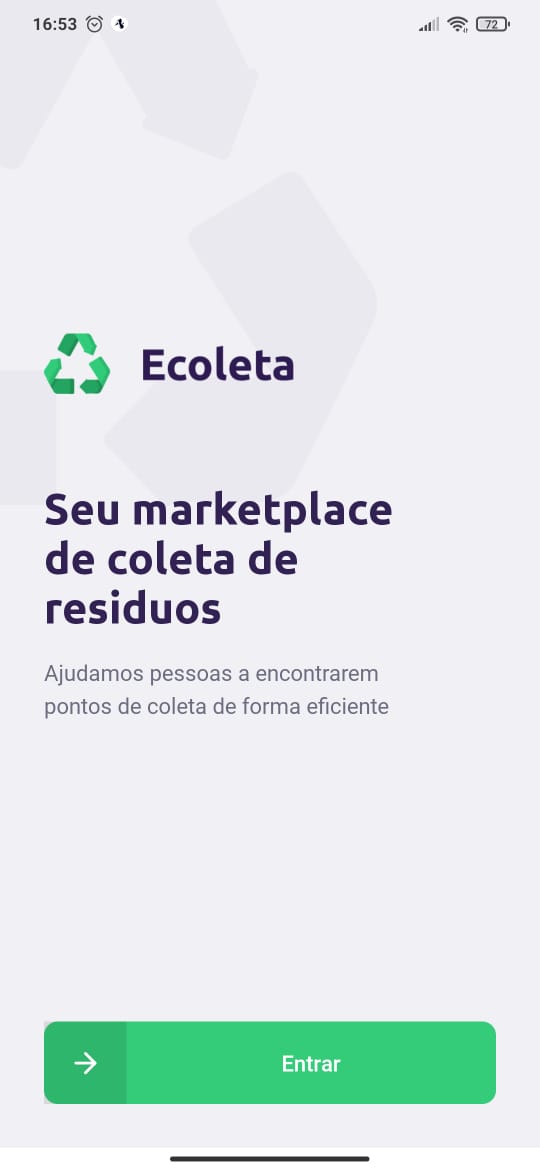 16:53
72
Ecoleta
Seu marketplace
de coleta de
residuos
Ajudamos pessoas a encontrarem
pontos de coleta de forma eficiente
Entrar